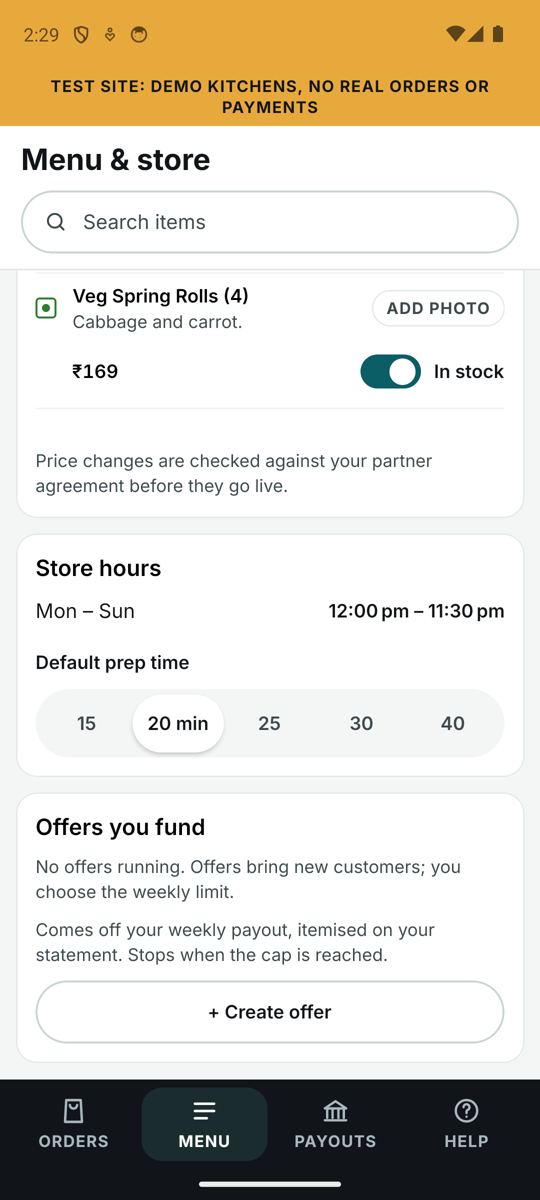 2:29
TEST SITE: DEMO KITCHENS, NO REAL ORDERS OR
PAYMENTS
Menu & store
Search items
Veg Spring Rolls (4)
ADD PHOTO
Cabbage and carrot.
₹169
In stock
Price changes are checked against your partner
agreement before they go live.
Store hours
Mon – Sun
12:00 pm – 11:30 pm
Default prep time
15
20 min
25
30
40
Offers you fund
No offers running. Offers bring new customers; you
choose the weekly limit.
Comes off your weekly payout, itemised on your
statement. Stops when the cap is reached.
+ Create offer
ORDERS
MENU
PAYOUTS
HELP